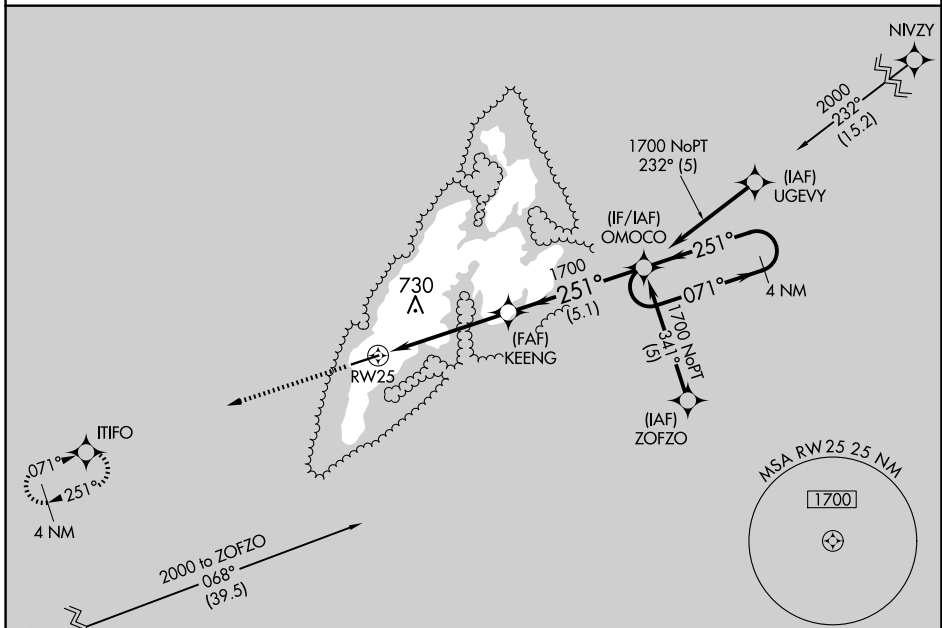 NIVZY
2000
232°
(15.2)
1700 NoPT
232° (5)
(IAF)
UGEVY
(IF/IAF)
OMOCO
251°
1700
251°
(5.1)
071°
4 NM
730
(FAF)
KEENG
1700 NoPT
341°
(5)
RW25
(IAF)
ZOFZO
ITIFO
071°
251°
4 NM
MSA RW25 25 NM
1700
2000 to ZOFZO
068°
(39.5)